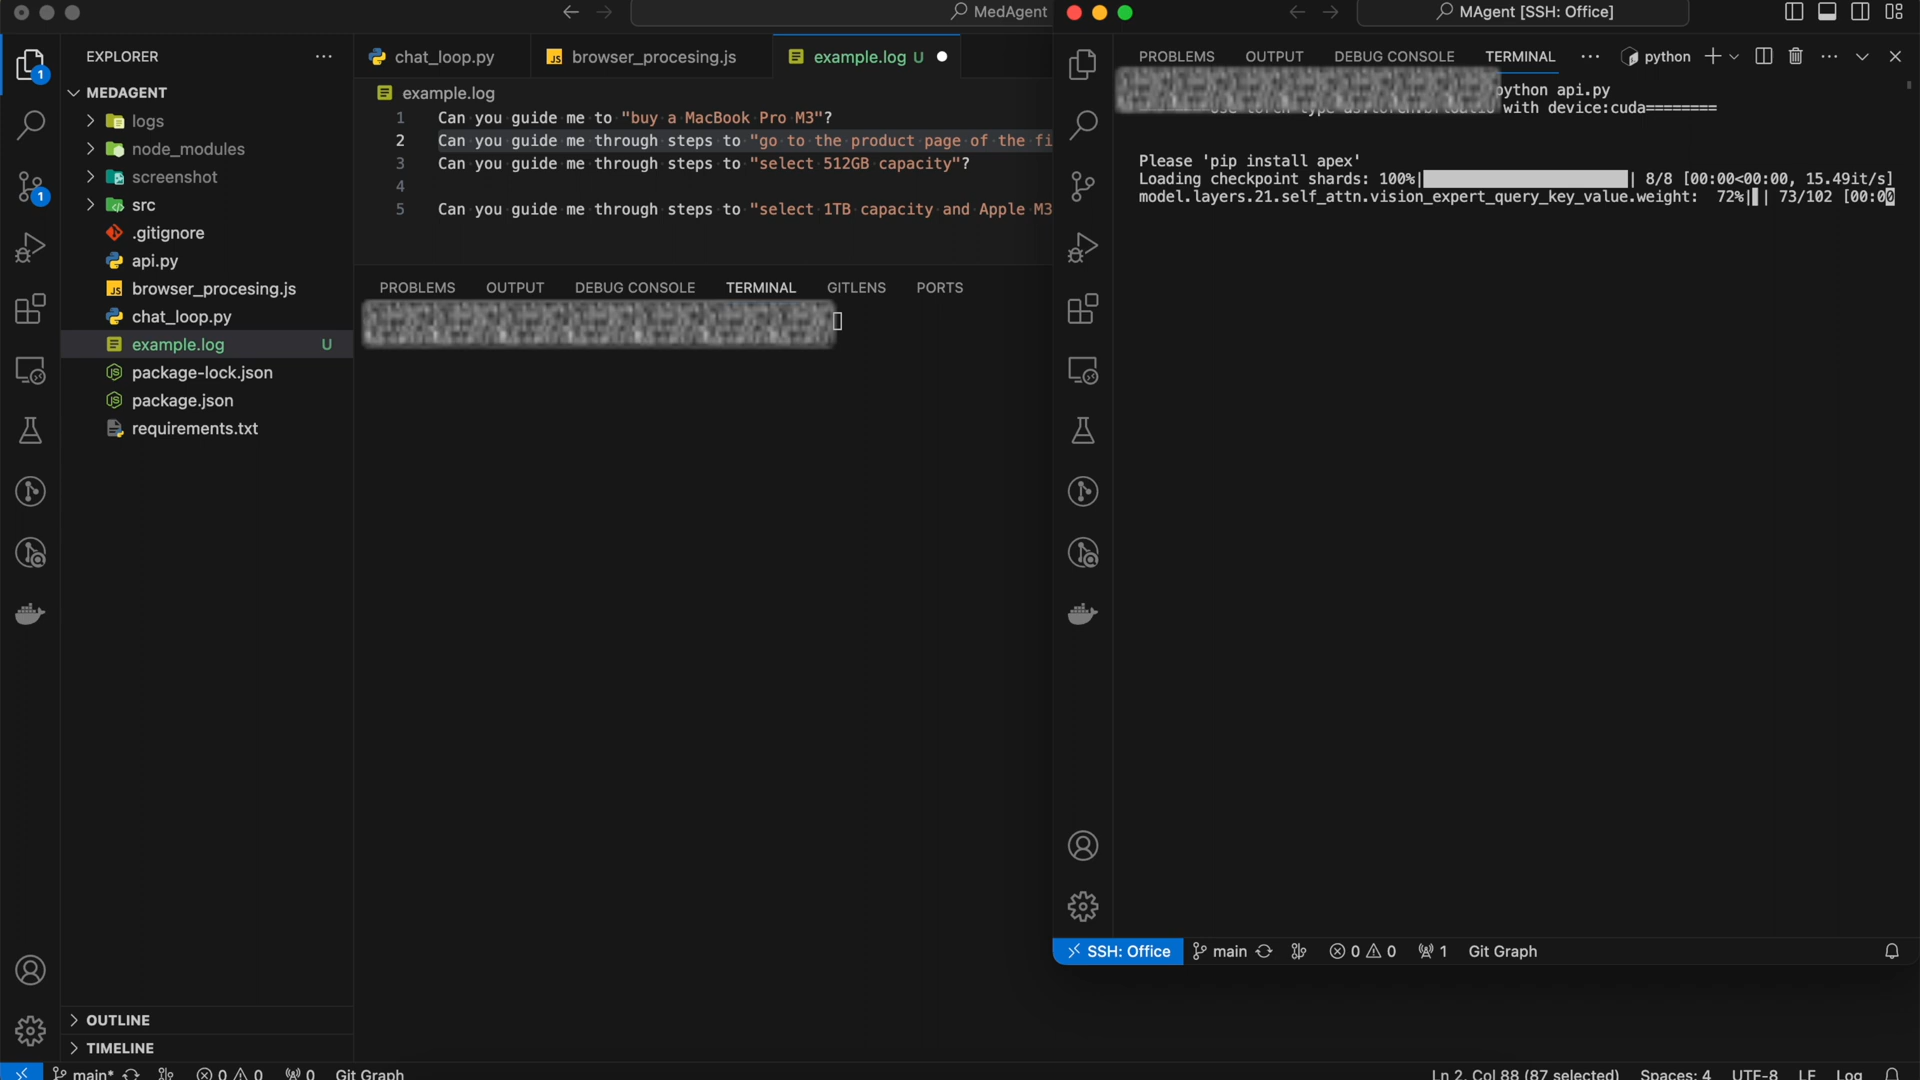 MedAgent
EXPLORER
1
MEDAGENT
logs
node_modules
screenshot
1
src
.gitignore
api.py
JS browser_procesing.js
chat_loop.py
example.log U
package-lock.json
package.json
requirements.txt
OUTLINE
TIMELINE
chat_loop.py
JS browser_procesing.js
example.log U
example.log
1 Can you guide me to "buy a MacBook Pro M3"?
2 Can you guide me through steps to "go to the product page of the fi
3 Can you guide me through steps to "select 512GB capacity"?
4
5 Can you guide me through steps to "select 1TB capacity and Apple M3
PROBLEMS OUTPUT DEBUG CONSOLE TERMINAL GITLENS PORTS
main* 0 0 0 Git Graph
Ln 2, Col 88 (87 selected) Spaces: 4 UTF-8 LF Log
MAgent [SSH: Office]
PROBLEMS OUTPUT DEBUG CONSOLE TERMINAL ··· python
python api.py
with device:cuda========
Please 'pip install apex'
Loading checkpoint shards: 100%| | 8/8 [00:00<00:00, 15.49it/s]
model.layers.21.self_attn.vision_expert_query_key_value.weight: 72%| | 73/102 [00:00
SSH: Office main 0 0 1 Git Graph